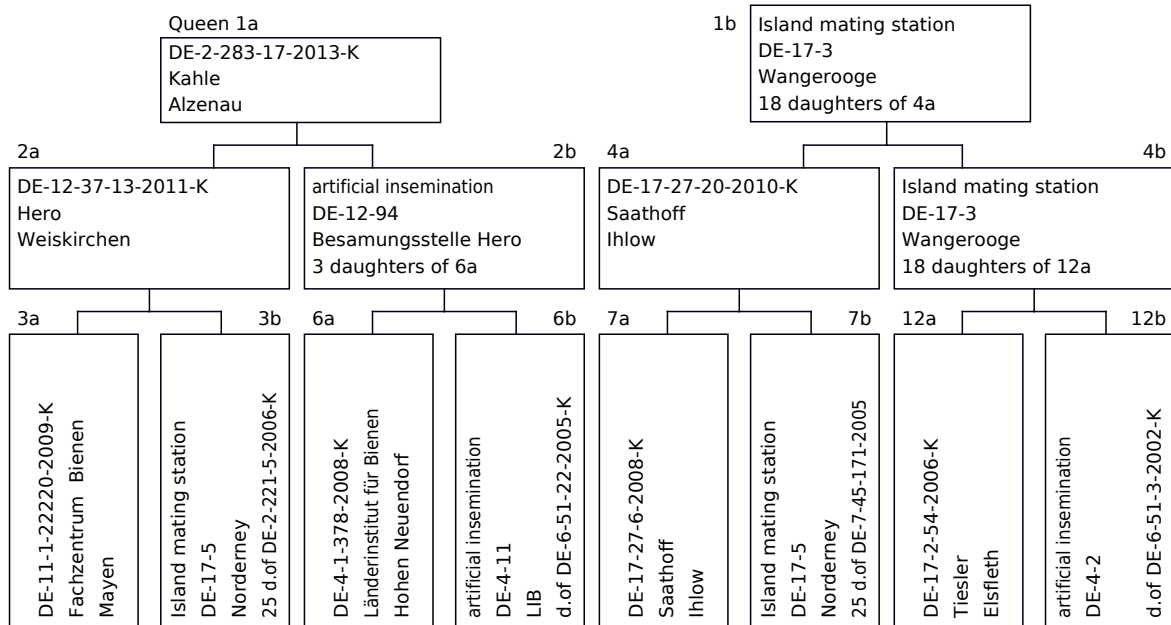 Queen 1a
DE-2-283-17-2013-K
Kahle
Alzenau
1b
Island mating station
DE-17-3
Wangerooge
18 daughters of 4a
2a
DE-12-37-13-2011-K
Hero
Weiskirchen
2b
artificial insemination
DE-12-94
Besamungsstelle Hero
3 daughters of 6a
4a
DE-17-27-20-2010-K
Saathoff
Ihlow
4b
Island mating station
DE-17-3
Wangerooge
18 daughters of 12a
3a
DE-11-1-22220-2009-K
Fachzentrum Bienen
Mayen
3b
Island mating station
DE-17-5
Norderney
25 d.of DE-2-221-5-2006-K
6a
DE-4-1-378-2008-K
Länderinstitut für Bienen
Hohen Neuendorf
6b
artificial insemination
DE-4-11
LIB
d.of DE-6-51-22-2005-K
7a
DE-17-27-6-2008-K
Saathoff
Ihlow
7b
Island mating station
DE-17-5
Norderney
25 d.of DE-7-45-171-2005
12a
DE-17-2-54-2006-K
Tiesler
Elsfleth
12b
artificial insemination
DE-4-2
d.of DE-6-51-3-2002-K